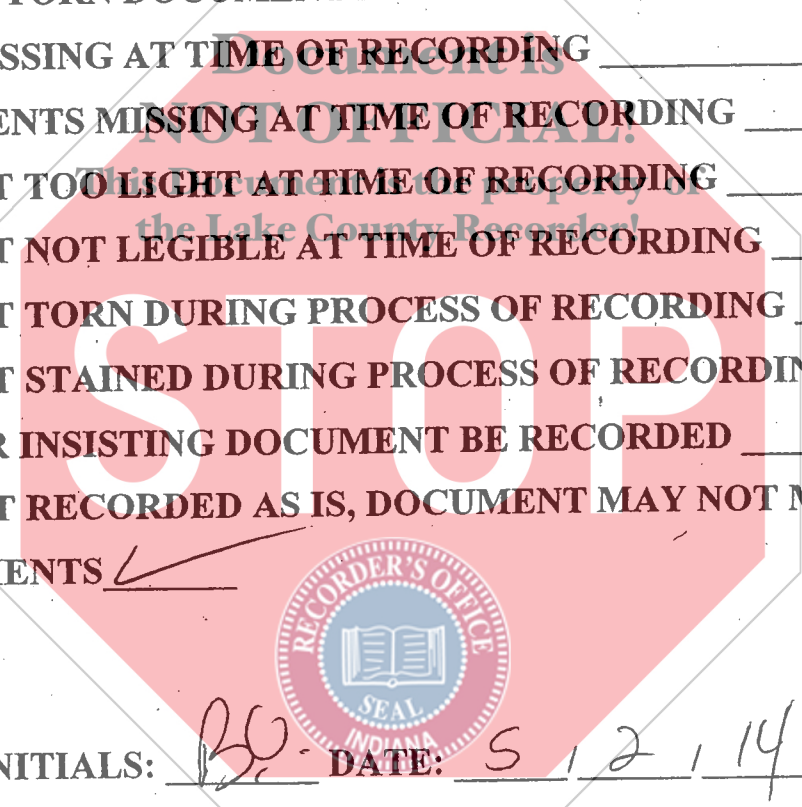 TORN DOCUMENT
SSING AT TIME OF RECORDING
ENTS MISSING AT TIME OF RECORDING
T TOO LIGHT AT TIME OF RECORDING
T NOT LEGIBLE AT TIME OF RECORDING
T TORN DURING PROCESS OF RECORDING
T STAINED DURING PROCESS OF RECORDIN
R INSISTING DOCUMENT BE RECORDED
T RECORDED AS IS, DOCUMENT MAY NOT M
ENTS
NITIALS: BO. DATE: 5, 2, 14
Document is
NOT OFFICIAL!
This Document is the property of
the Lake County Recorder!
STOP
RECORDER'S OFFICE
SEAL
INDIANA